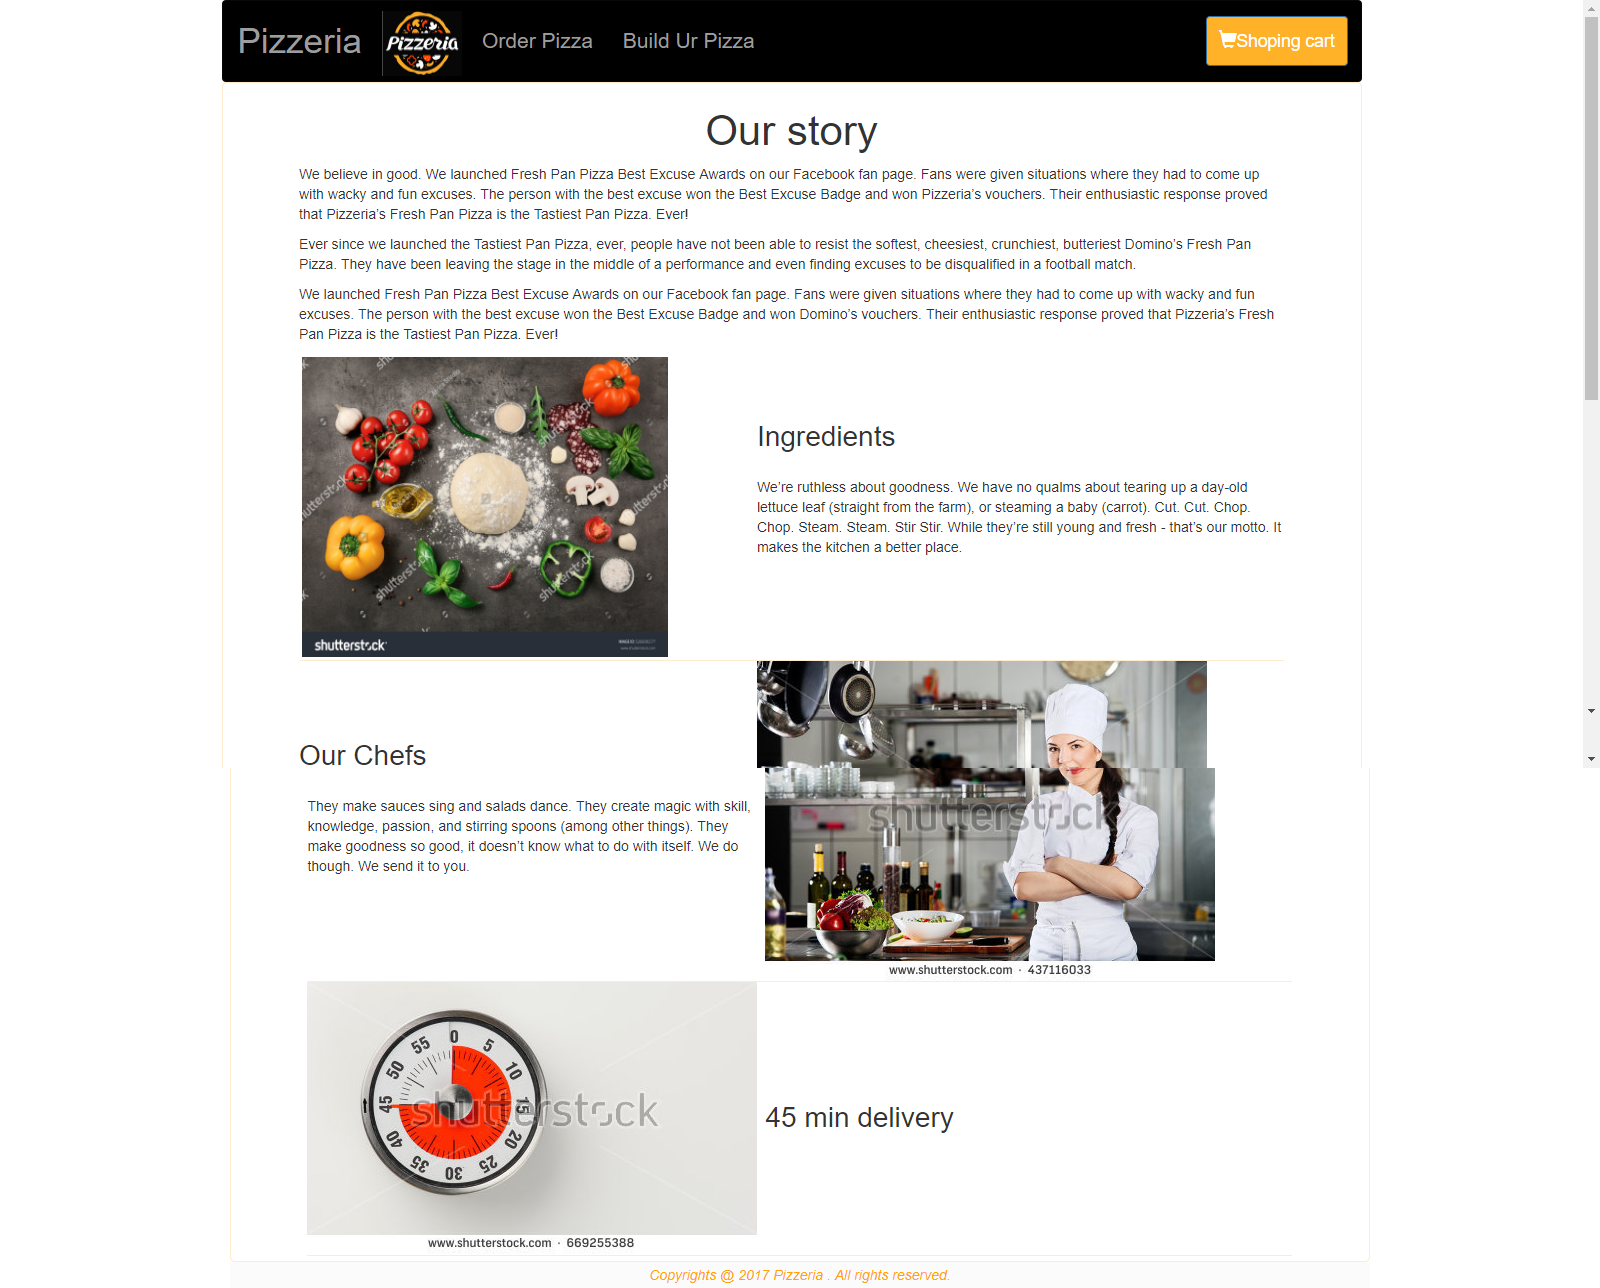 Pizzeria
Pizzeria
Order Pizza
Build Ur Pizza
Shoping cart
Our story
We believe in good. We launched Fresh Pan Pizza Best Excuse Awards on our Facebook fan page. Fans were given situations where they had to come up
with wacky and fun excuses. The person with the best excuse won the Best Excuse Badge and won Pizzeria’s vouchers. Their enthusiastic response proved
that Pizzeria’s Fresh Pan Pizza is the Tastiest Pan Pizza. Ever!
Ever since we launched the Tastiest Pan Pizza, ever, people have not been able to resist the softest, cheesiest, crunchiest, butteriest Domino’s Fresh Pan
Pizza. They have been leaving the stage in the middle of a performance and even finding excuses to be disqualified in a football match.
We launched Fresh Pan Pizza Best Excuse Awards on our Facebook fan page. Fans were given situations where they had to come up with wacky and fun
excuses. The person with the best excuse won the Best Excuse Badge and won Domino’s vouchers. Their enthusiastic response proved that Pizzeria’s Fresh
Pan Pizza is the Tastiest Pan Pizza. Ever!
shutterstock
Ingredients
We’re ruthless about goodness. We have no qualms about tearing up a day-old
lettuce leaf (straight from the farm), or steaming a baby (carrot). Cut. Cut. Chop.
Chop. Steam. Steam. Stir Stir. While they’re still young and fresh - that’s our motto. It
makes the kitchen a better place.
Our Chefs
They make sauces sing and salads dance. They create magic with skill,
knowledge, passion, and stirring spoons (among other things). They
make goodness so good, it doesn’t know what to do with itself. We do
though. We send it to you.
shutterstock
www.shutterstock.com · 437116033
0
5
10
15
20
25
30
35
40
45
50
55
shutterstock
www.shutterstock.com · 669255388
45 min delivery
Copyrights @ 2017 Pizzeria . All rights reserved.